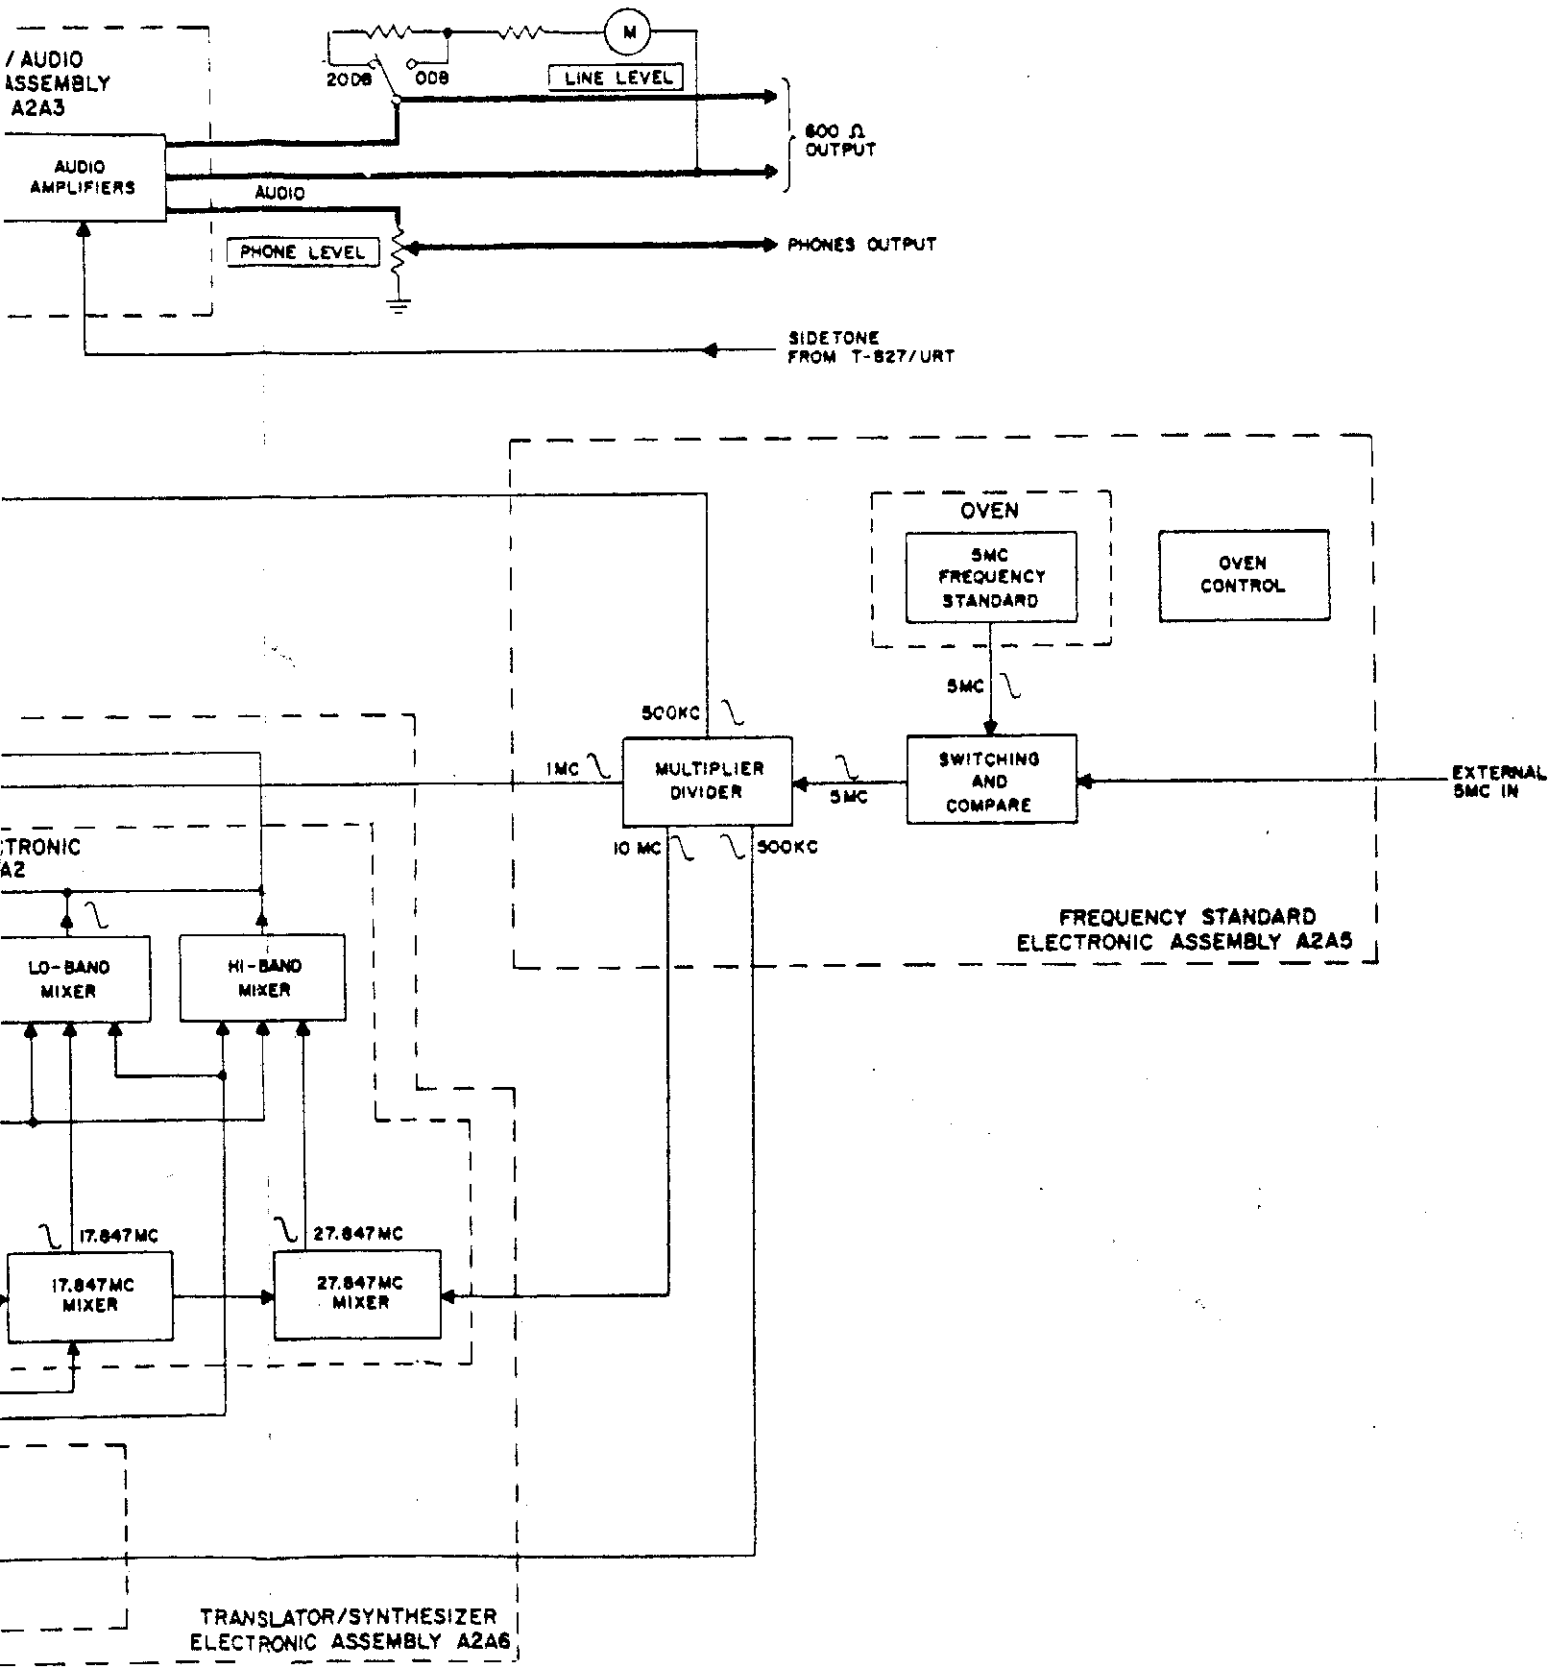 / AUDIO
ASSEMBLY
A2A3
AUDIO
AMPLIFIERS
20DB
0DB
M
LINE LEVEL
600 Ω
OUTPUT
AUDIO
PHONE LEVEL
PHONES OUTPUT
SIDETONE
FROM T-827/URT
OVEN
5MC
FREQUENCY
STANDARD
OVEN
CONTROL
5MC
500KC
1MC
MULTIPLIER
DIVIDER
5MC
SWITCHING
AND
COMPARE
EXTERNAL
5MC IN
10 MC
500KC
FREQUENCY STANDARD
ELECTRONIC ASSEMBLY A2A5
CTRONIC
A2
LO-BAND
MIXER
HI-BAND
MIXER
17.847MC
27.847MC
17.847MC
MIXER
27.847MC
MIXER
TRANSLATOR/SYNTHESIZER
ELECTRONIC ASSEMBLY A2A6